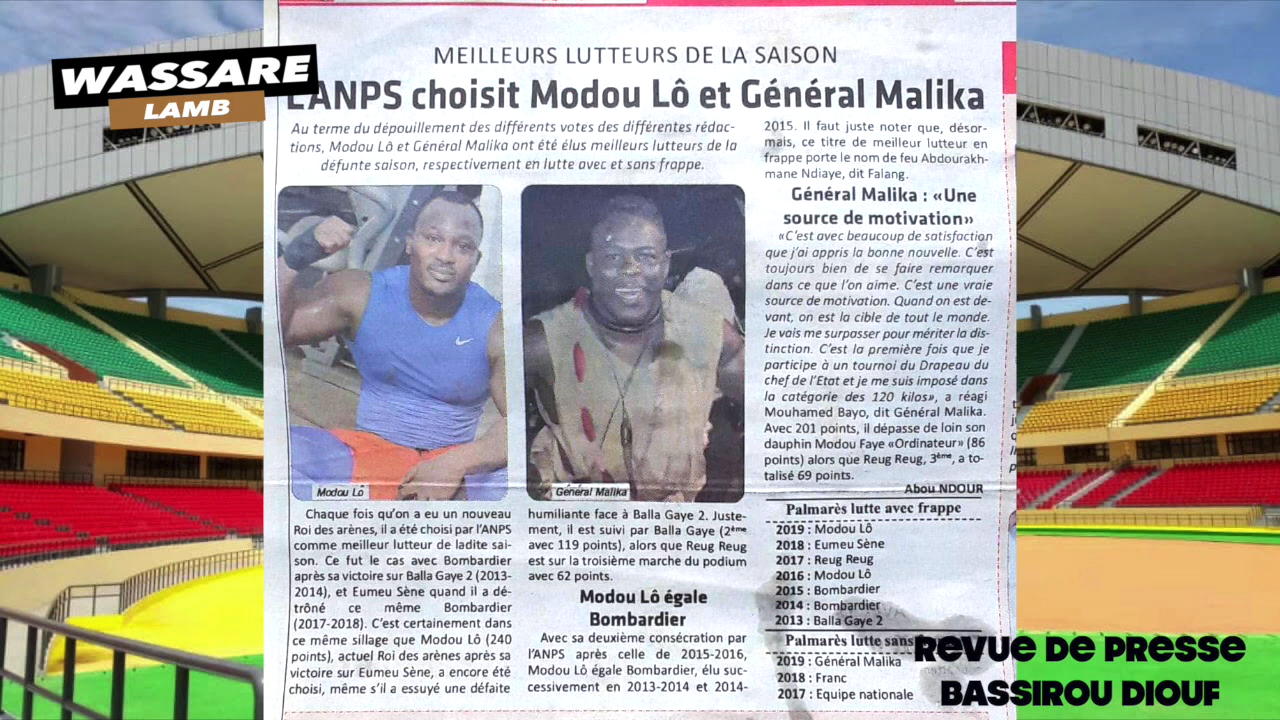 WASSARE
LAMB
MEILLEURS LUTTEURS DE LA SAISON
L'ANPS choisit Modou Lô et Général Malika
Au terme du dépouillement des différents votes des différentes rédac-
tions, Modou Lô et Général Malika ont été élus meilleurs lutteurs de la
défunte saison, respectivement en lutte avec et sans frappe.
Modou Lô
Général Malika
Chaque fois qu'on a eu un nouveau
Roi des arènes, il a été choisi par l'ANPS
comme meilleur lutteur de ladite sai-
son. Ce fut le cas avec Bombardier
après sa victoire sur Balla Gaye 2 (2013-
2014), et Eumeu Sène quand il a dé-
trôné ce même Bombardier
(2017-2018). C'est certainement dans
ce même sillage que Modou Lô (240
points), actuel Roi des arènes après sa
victoire sur Eumeu Sène, a encore été
choisi, même s'il a essuyé une défaite
humiliante face à Balla Gaye 2. Juste-
ment, il est suivi par Balla Gaye (2ème
avec 119 points), alors que Reug Reug
est sur la troisième marche du podium
avec 62 points.
Modou Lô égale
Bombardier
Avec sa deuxième consécration par
l'ANPS après celle de 2015-2016,
Modou Lô égale Bombardier, élu suc-
cessivement en 2013-2014 et 2014-
2015. Il faut juste noter que, désor-
mais, ce titre de meilleur lutteur en
frappe porte le nom de feu Abdourakh-
mane Ndiaye, dit Falang.
Général Malika : «Une
source de motivation»
«C'est avec beaucoup de satisfaction
que j'ai appris la bonne nouvelle. C'est
toujours bien de se faire remarquer
dans ce que l'on aime. C'est une vraie
source de motivation. Quand on est de-
vant, on est la cible de tout le monde.
Je vais me surpasser pour mériter la dis-
tinction. C'est la première fois que je
participe à un tournoi du Drapeau du
chef de l'Etat et je me suis imposé dans
la catégorie des 120 kilos», a réagi
Mouhamed Bayo, dit Général Malika.
Avec 201 points, il dépasse de loin son
dauphin Modou Faye «Ordinateur» (86
points) alors que Reug Reug, 3ème, a to-
talisé 69 points.
Abou NDOUR
Palmarès lutte avec frappe
2019 : Modou Lô
2018 : Eumeu Sène
2017 : Reug Reug
2016 : Modou Lô
2015 : Bombardier
2014 : Bombardier
2013 : Balla Gaye 2
Palmarès lutte sans
2019 : Général Malika
2018 : Franc
2017 : Equipe nationale
REVUE DE PRESSE
BASSIROU DIOUF